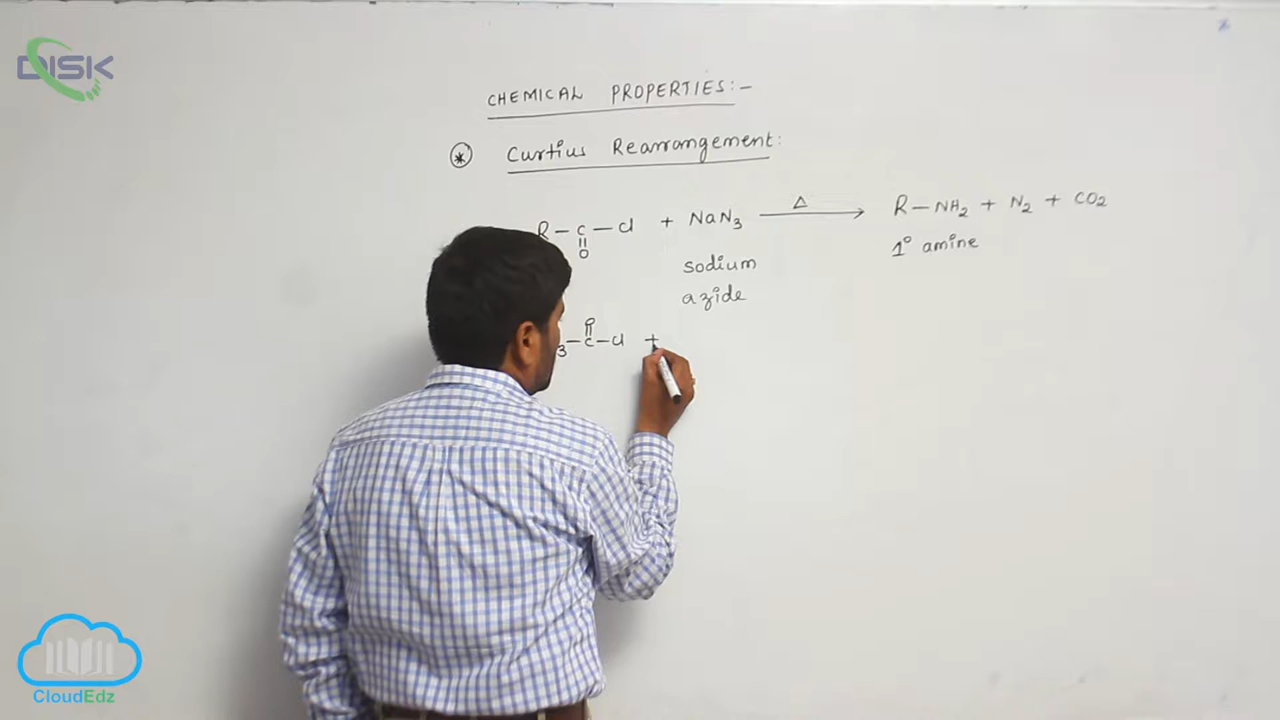 DISK
CHEMICAL PROPERTIES:-
* Curtius Rearrangement:
R-C-Cl + NaN3 Δ→ R-NH2 + N2 + CO2
||
O
sodium 1° amine
azide
O
||
3-C-Cl +
CloudEdz